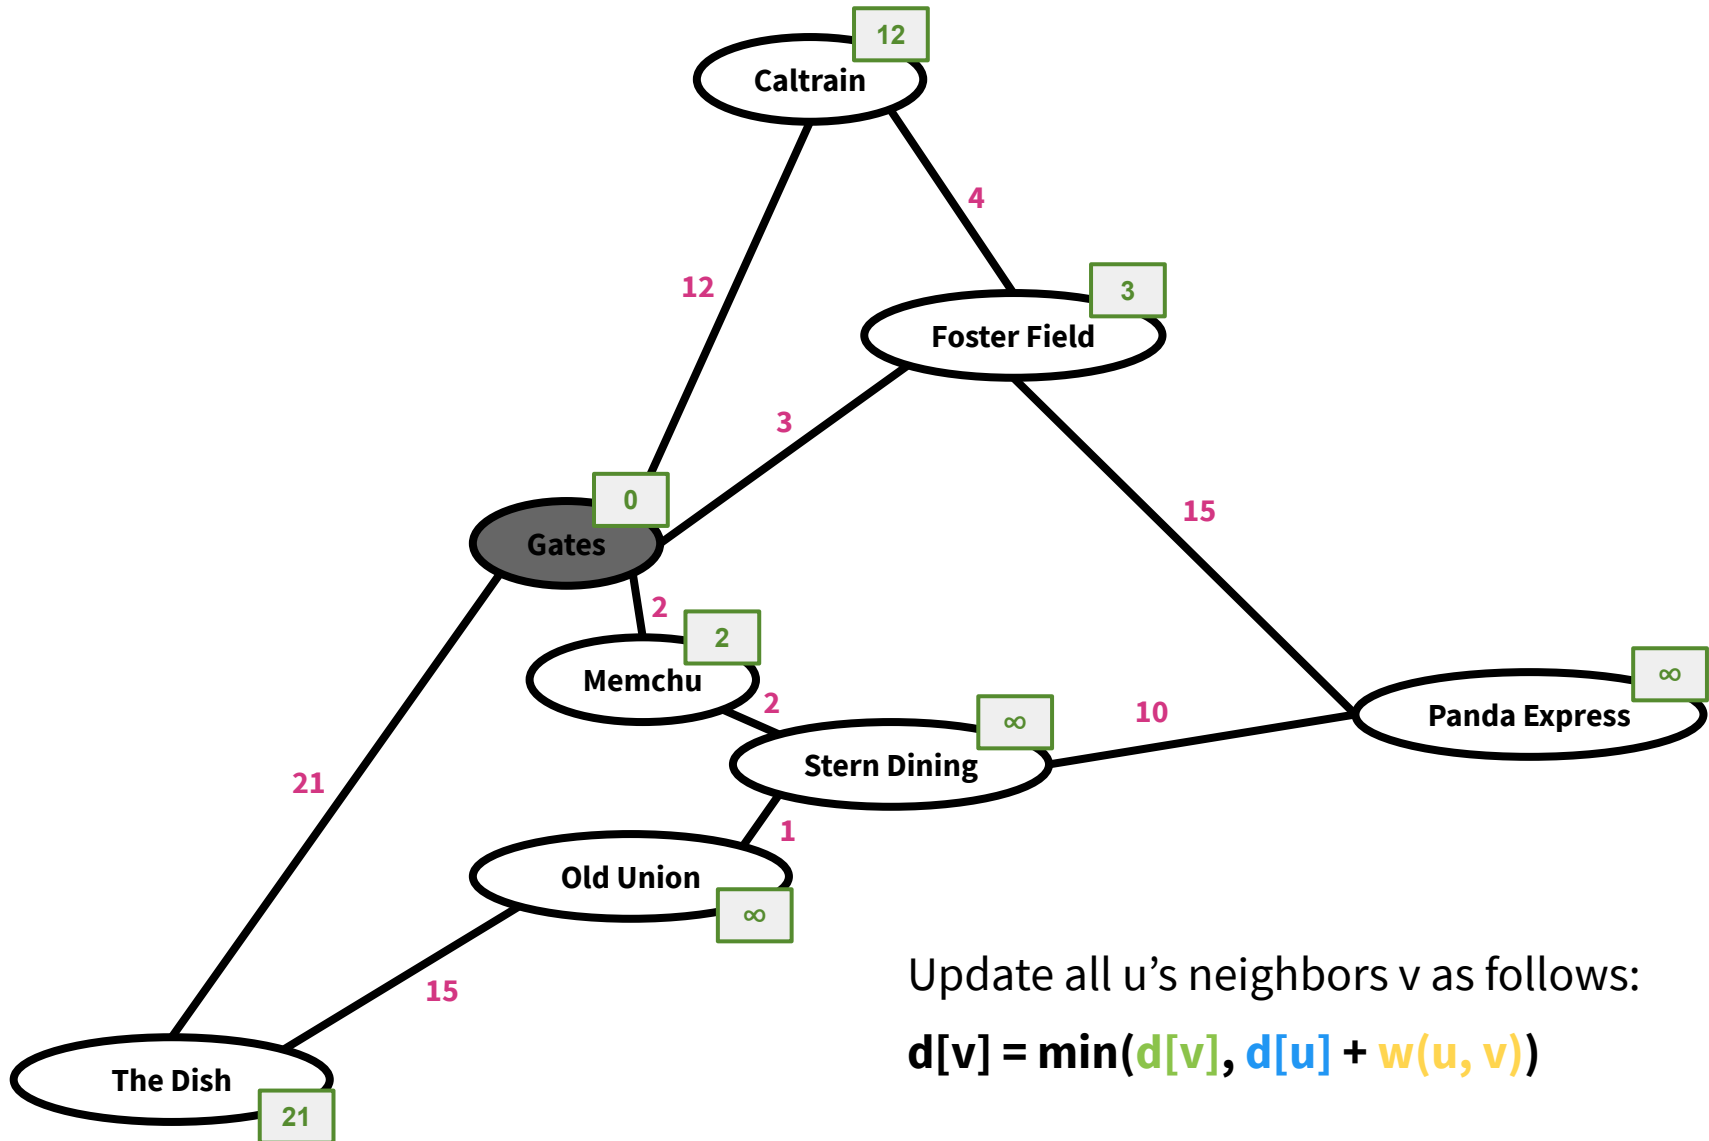 12
Caltrain
4
12
3
Foster Field
3
15
0
Gates
2
2
Memchu
2
∞
Stern Dining
10
∞
Panda Express
21
1
Old Union
∞
15
The Dish
21
Update all u’s neighbors v as follows:
d[v] = min(d[v], d[u] + w(u, v))